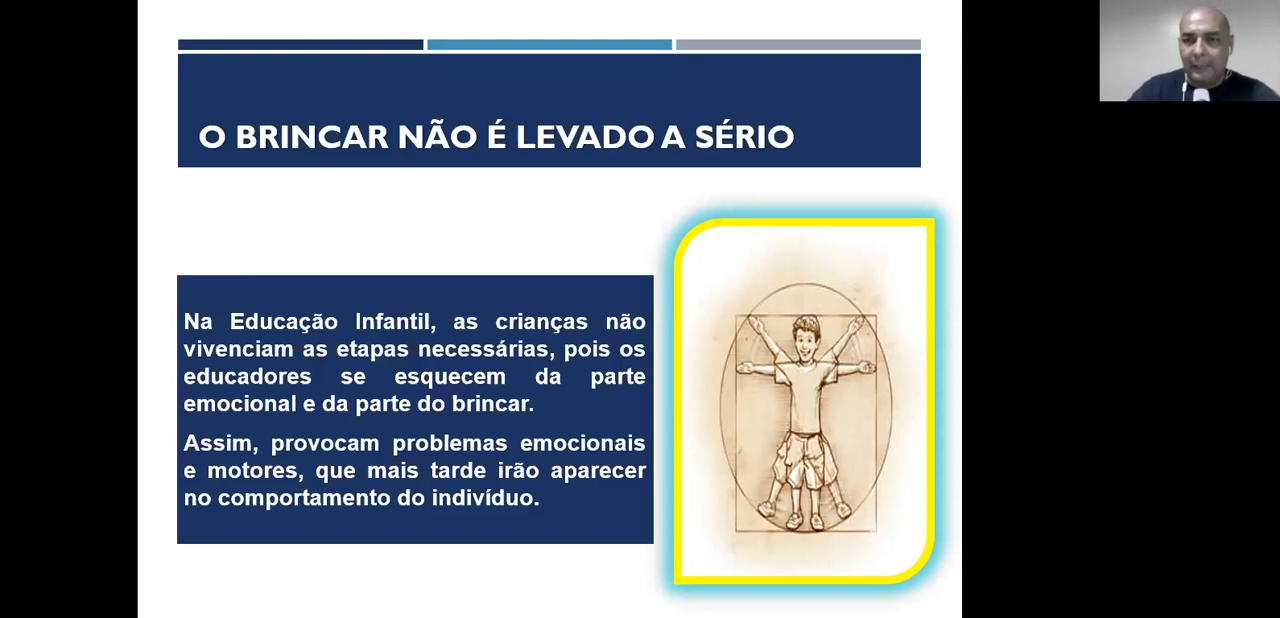 O BRINCAR NÃO É LEVADO A SÉRIO
Na Educação Infantil, as crianças não
vivenciam as etapas necessárias, pois os
educadores se esquecem da parte
emocional e da parte do brincar.
Assim, provocam problemas emocionais
e motores, que mais tarde irão aparecer
no comportamento do indivíduo.